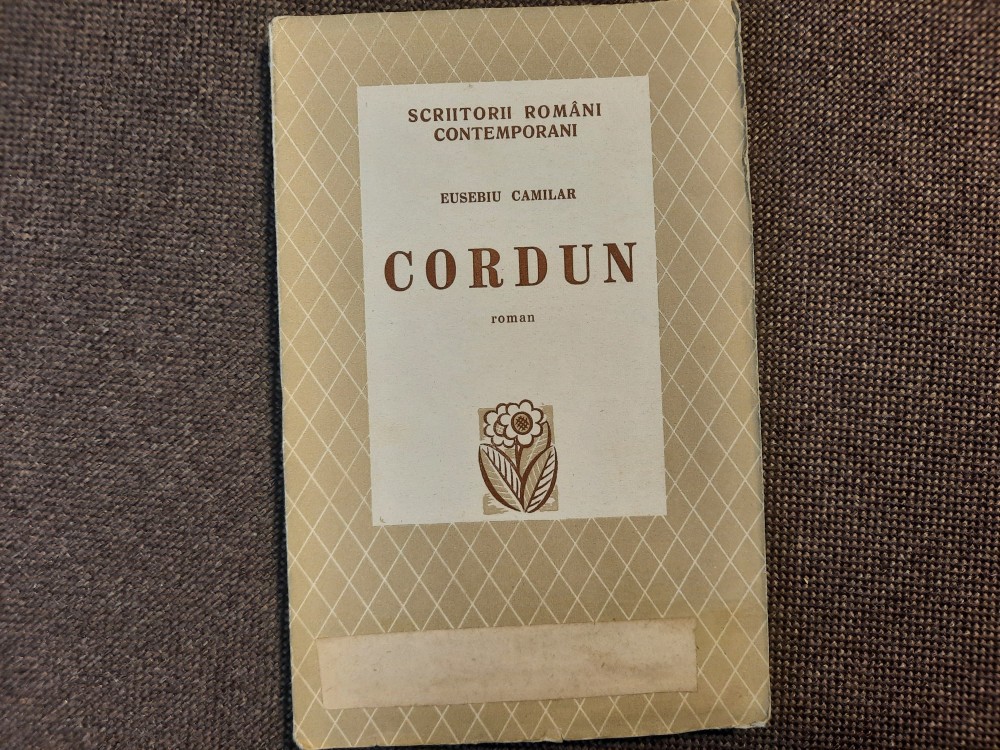 SCRIITORII ROMÂNI
CONTEMPORANI
EUSEBIU CAMILAR
CORDUN
roman